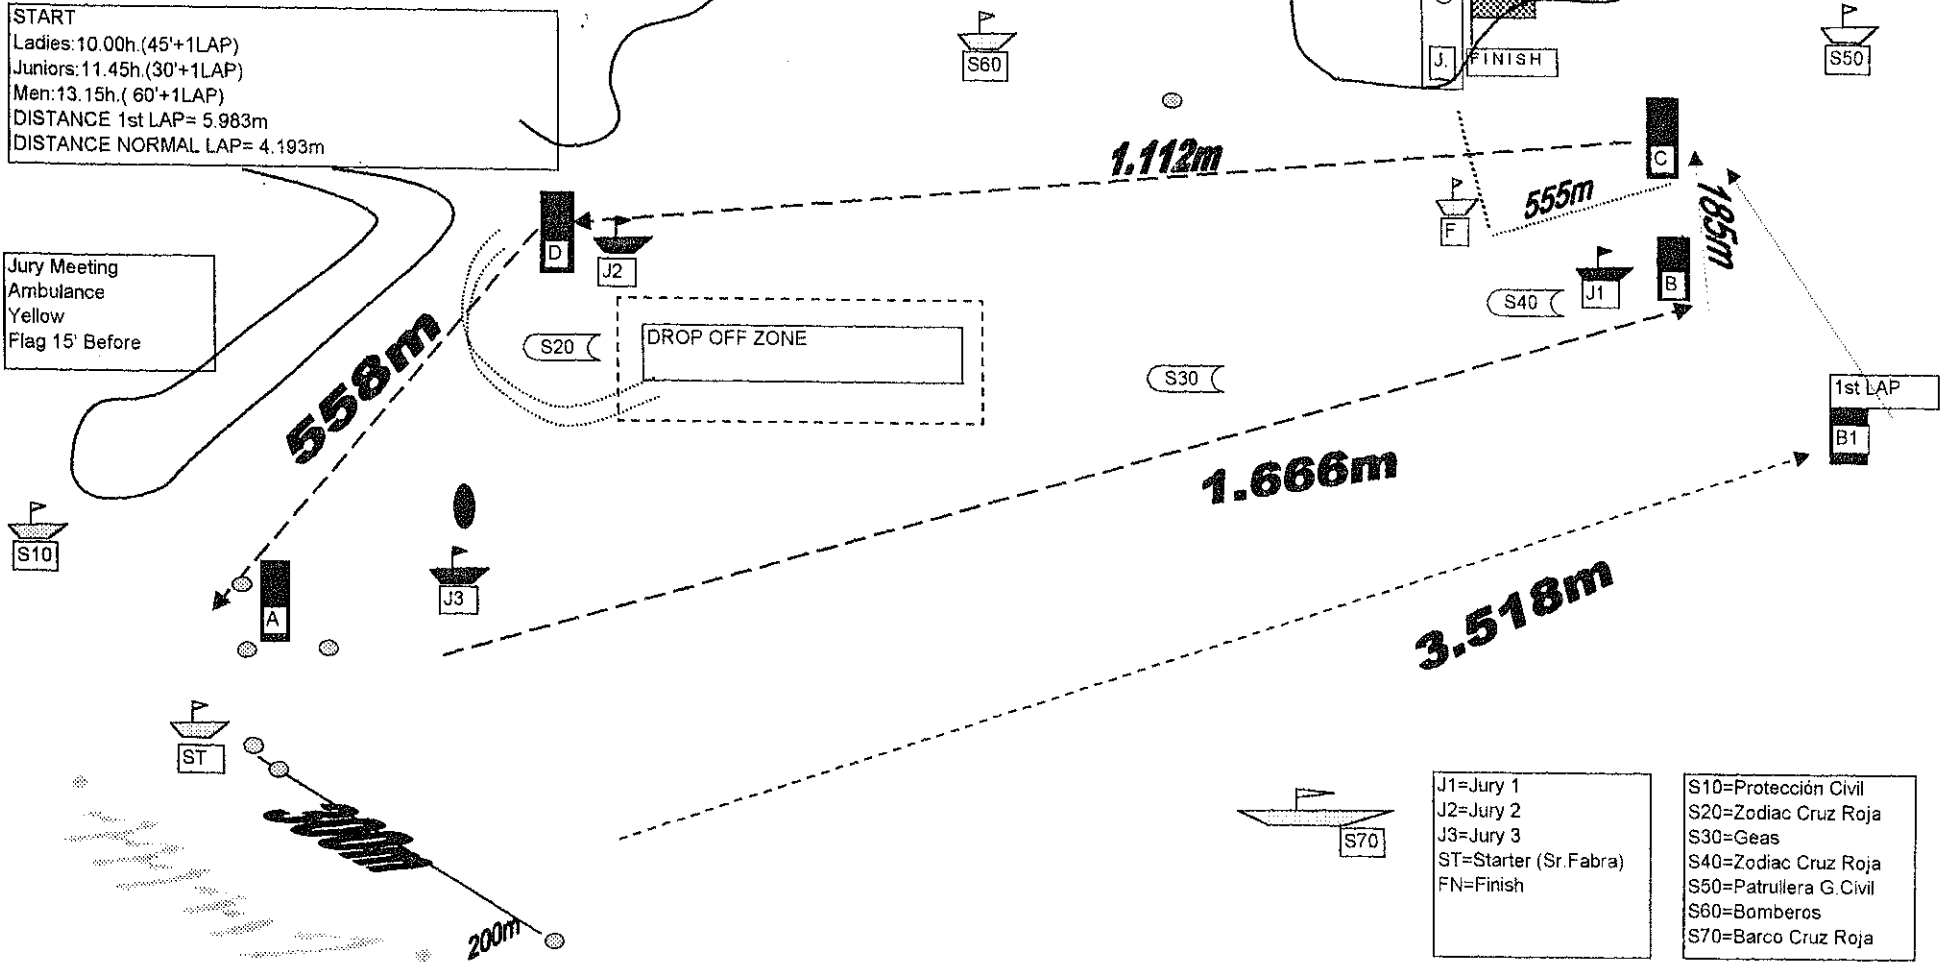 START
Ladies:10.00h.(45'+1LAP)
Juniors:11.45h.(30'+1LAP)
Men:13.15h.( 60'+1LAP)
DISTANCE 1st LAP= 5.983m
DISTANCE NORMAL LAP= 4.193m
S60
J.
FINISH
S50
1.112m
C
555m
185m
F
D
J2
Jury Meeting
Ambulance
Yellow
Flag 15' Before
S40
J1
B
S20
DROP OFF ZONE
558m
S30
1st LAP
B1
1.666m
S10
J3
A
3.518m
ST
200m
S70
J1=Jury 1
J2=Jury 2
J3=Jury 3
ST=Starter (Sr.Fabra)
FN=Finish
S10=Protección Civil
S20=Zodiac Cruz Roja
S30=Geas
S40=Zodiac Cruz Roja
S50=Patrullera G.Civil
S60=Bomberos
S70=Barco Cruz Roja